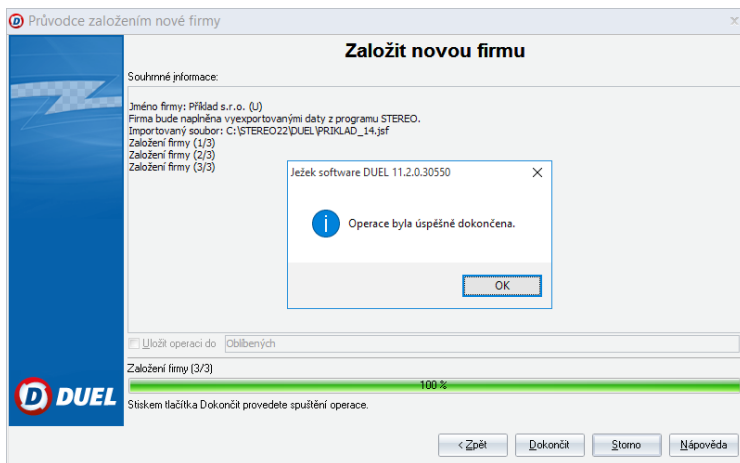 Průvodce založením nové firmy
Založit novou firmu
Souhrnné informace:
Jméno firmy: Příklad s.r.o. (U)
Firma bude naplněna vyexportovanými daty z programu STEREO.
Importovaný soubor: C:\STEREO22\DUEL\PRIKLAD_14.jsf
Založení firmy (1/3)
Založení firmy (2/3)
Založení firmy (3/3)
Ježek software DUEL 11.2.0.30550
Operace byla úspěšně dokončena.
OK
Uložit operaci do Oblíbených
Založení firmy (3/3)
100 %
Stiskem tlačítka Dokončit provedete spuštění operace.
DUEL
< Zpět Dokončit Storno Nápověda